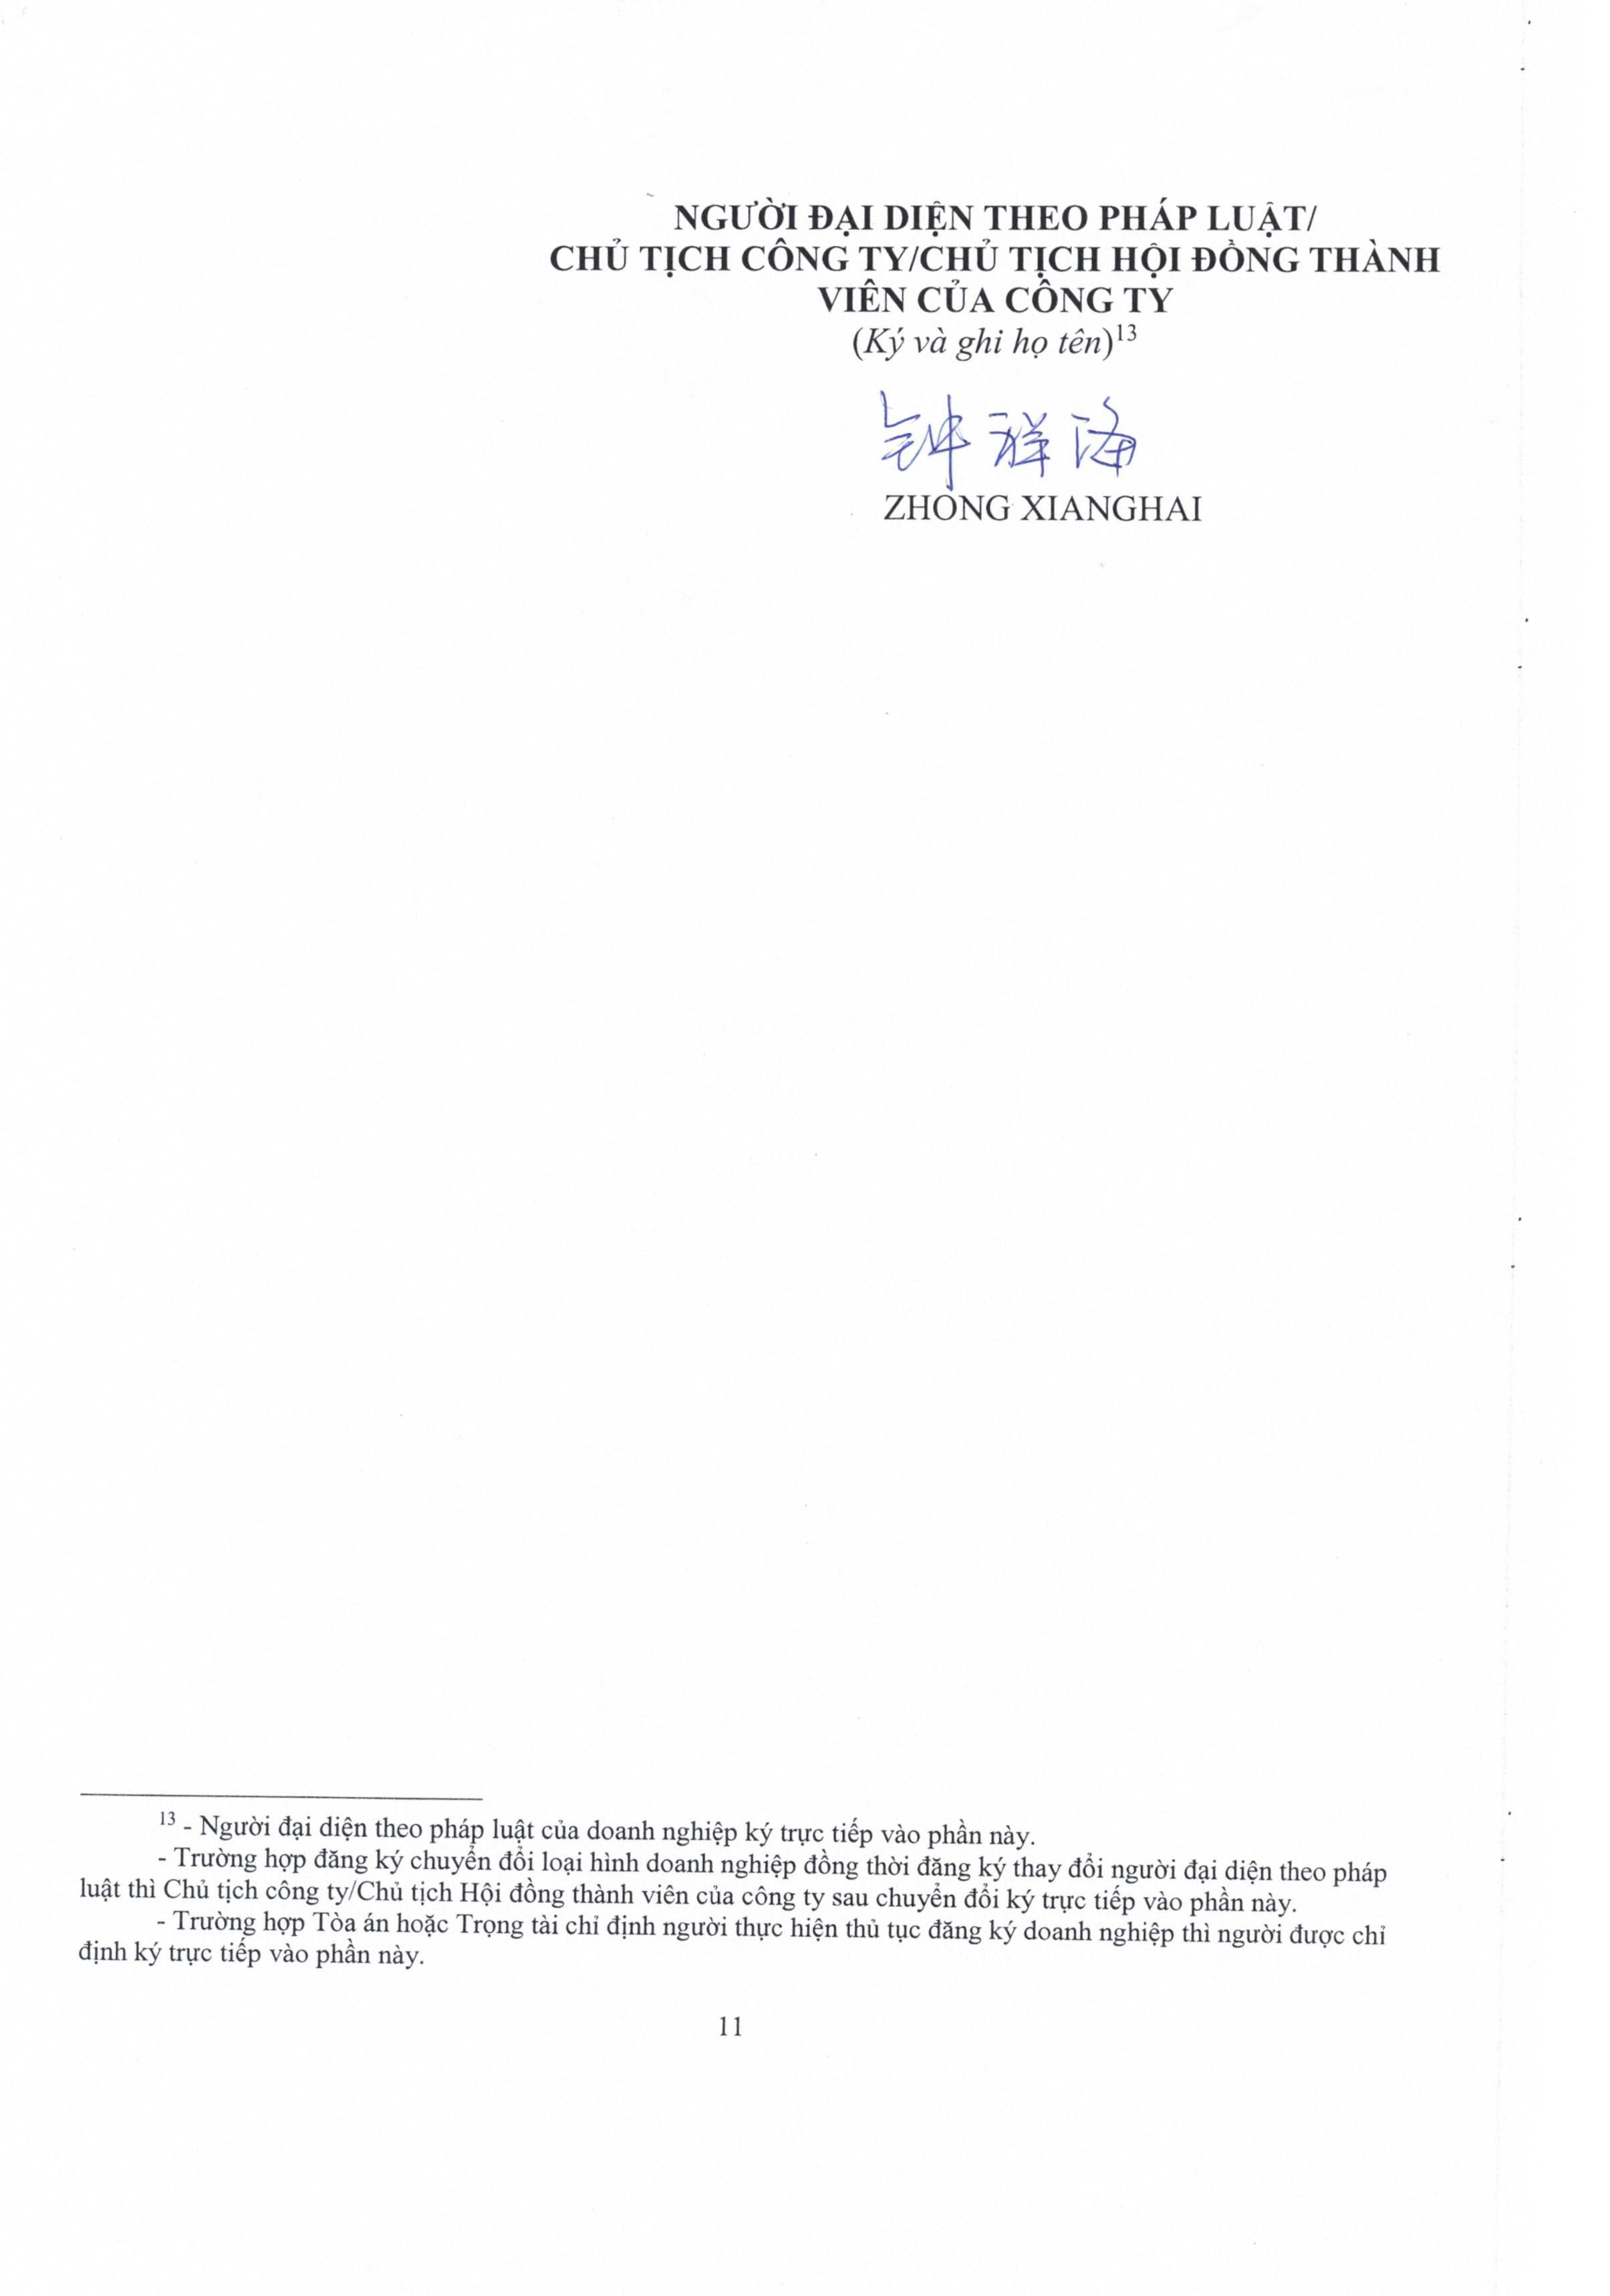 NGƯỜI ĐẠI DIỆN THEO PHÁP LUẬT/
CHỦ TỊCH CÔNG TY/CHỦ TỊCH HỘI ĐỒNG THÀNH
VIÊN CỦA CÔNG TY
(Ký và ghi họ tên)13
钟祥海
ZHONG XIANGHAI
13 - Người đại diện theo pháp luật của doanh nghiệp ký trực tiếp vào phần này.
- Trường hợp đăng ký chuyển đổi loại hình doanh nghiệp đồng thời đăng ký thay đổi người đại diện theo pháp
luật thì Chủ tịch công ty/Chủ tịch Hội đồng thành viên của công ty sau chuyển đổi ký trực tiếp vào phần này.
- Trường hợp Tòa án hoặc Trọng tài chỉ định người thực hiện thủ tục đăng ký doanh nghiệp thì người được chỉ
định ký trực tiếp vào phần này.
11